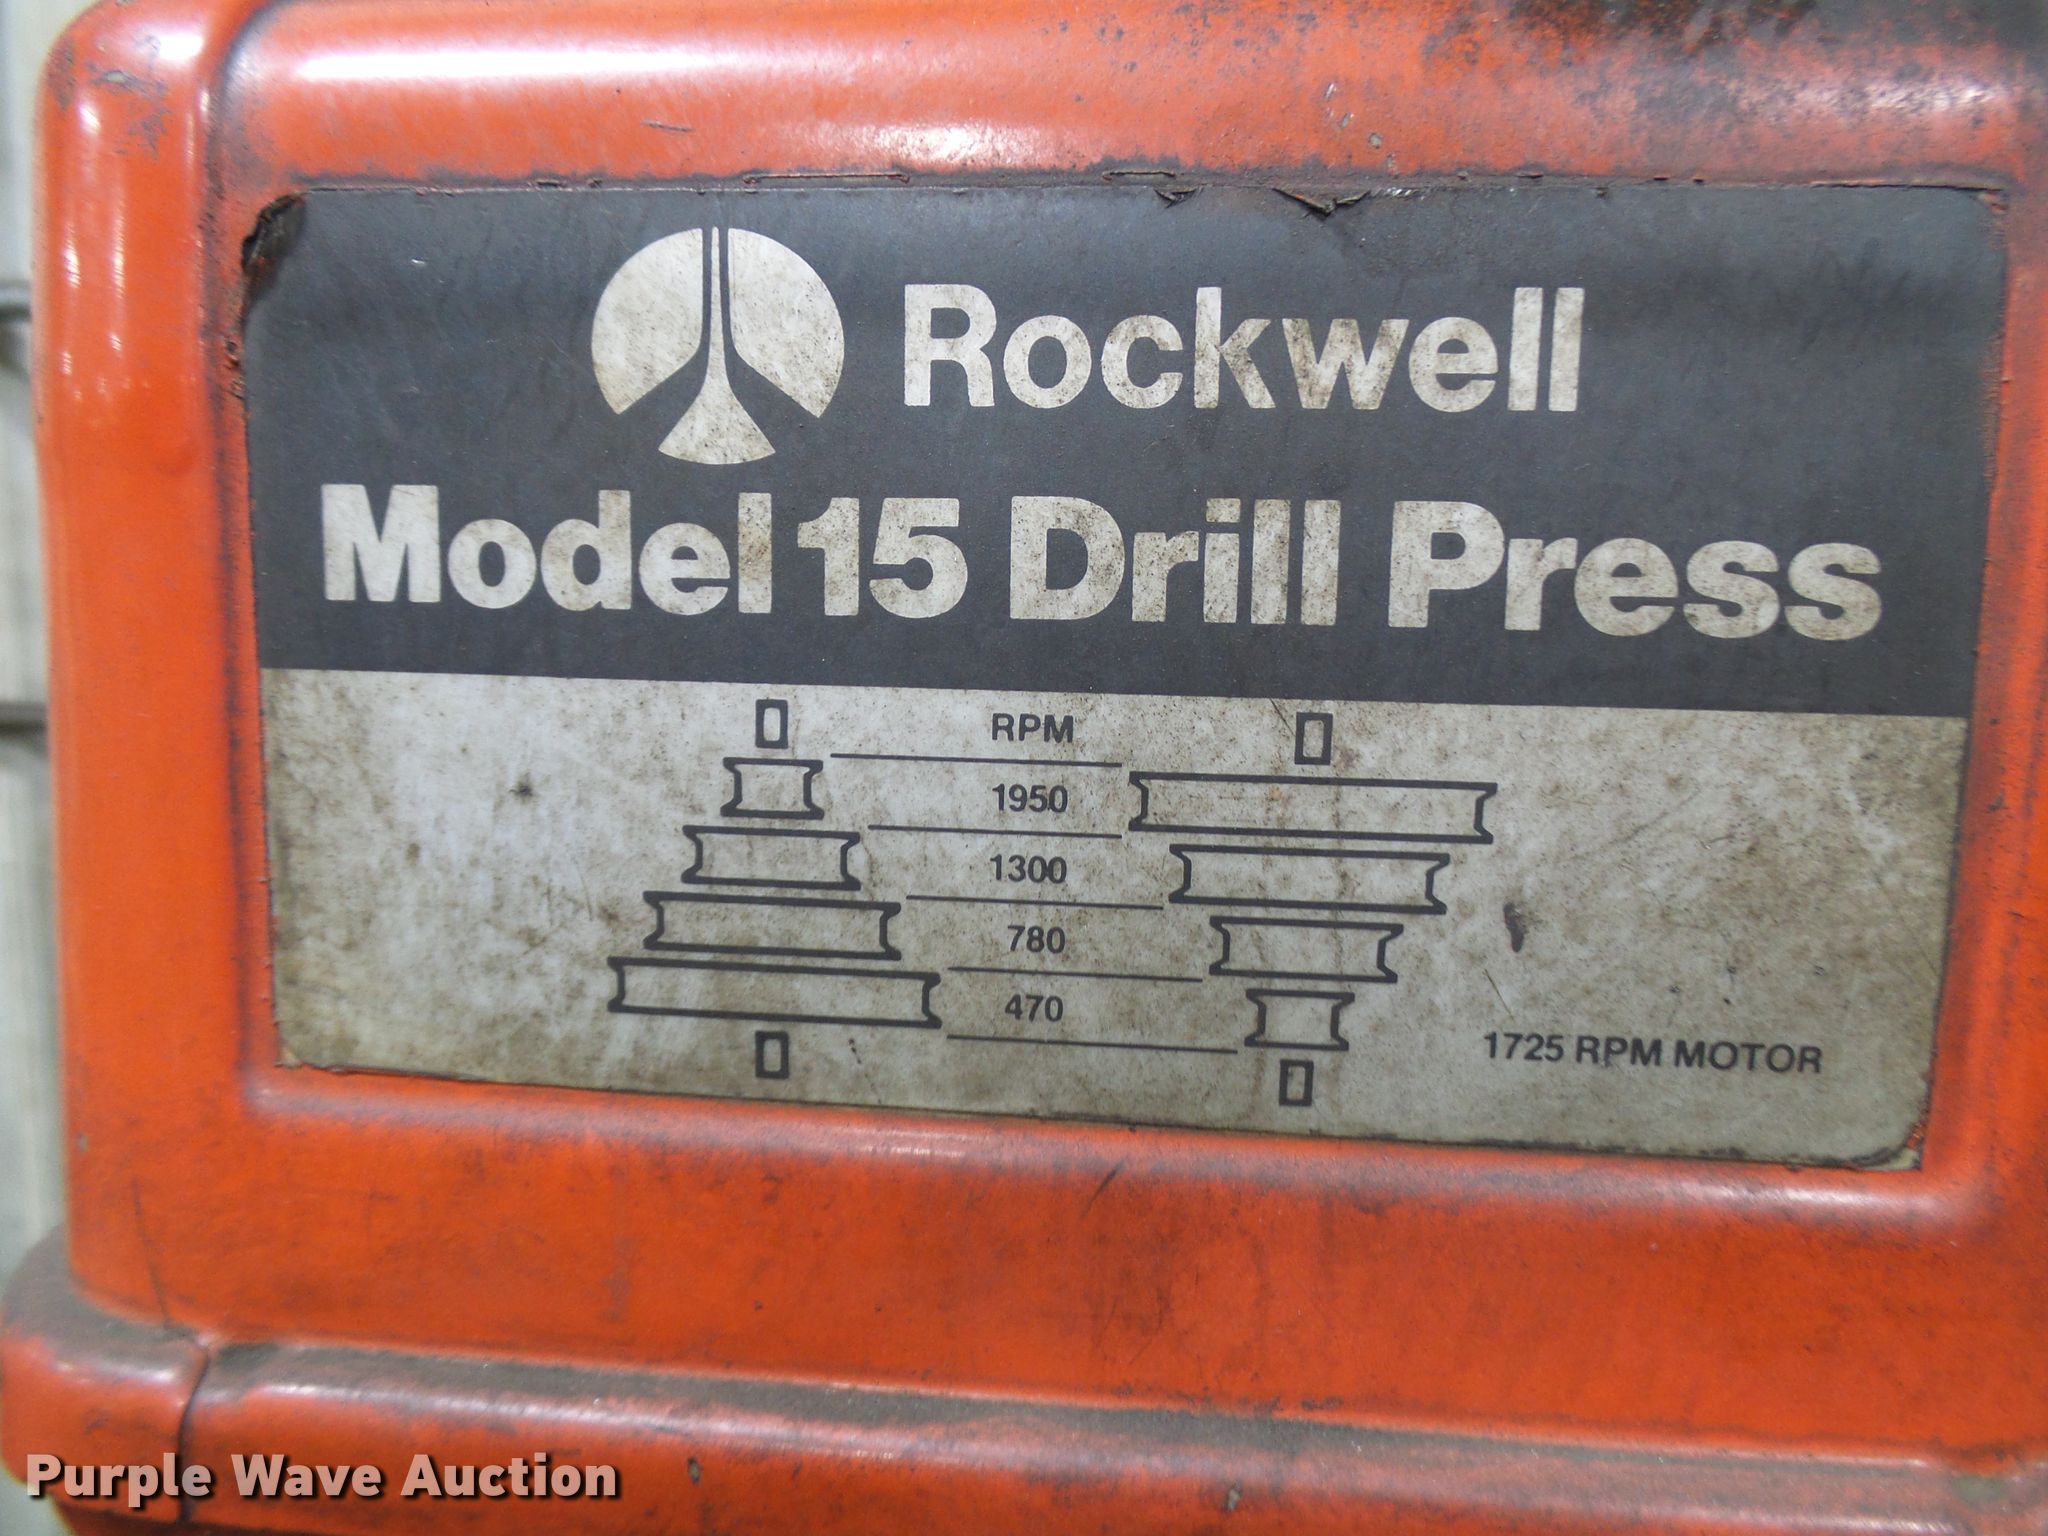 Rockwell
Model 15 Drill Press
RPM
1950
1300
780
470
1725 RPM MOTOR
Purple Wave Auction